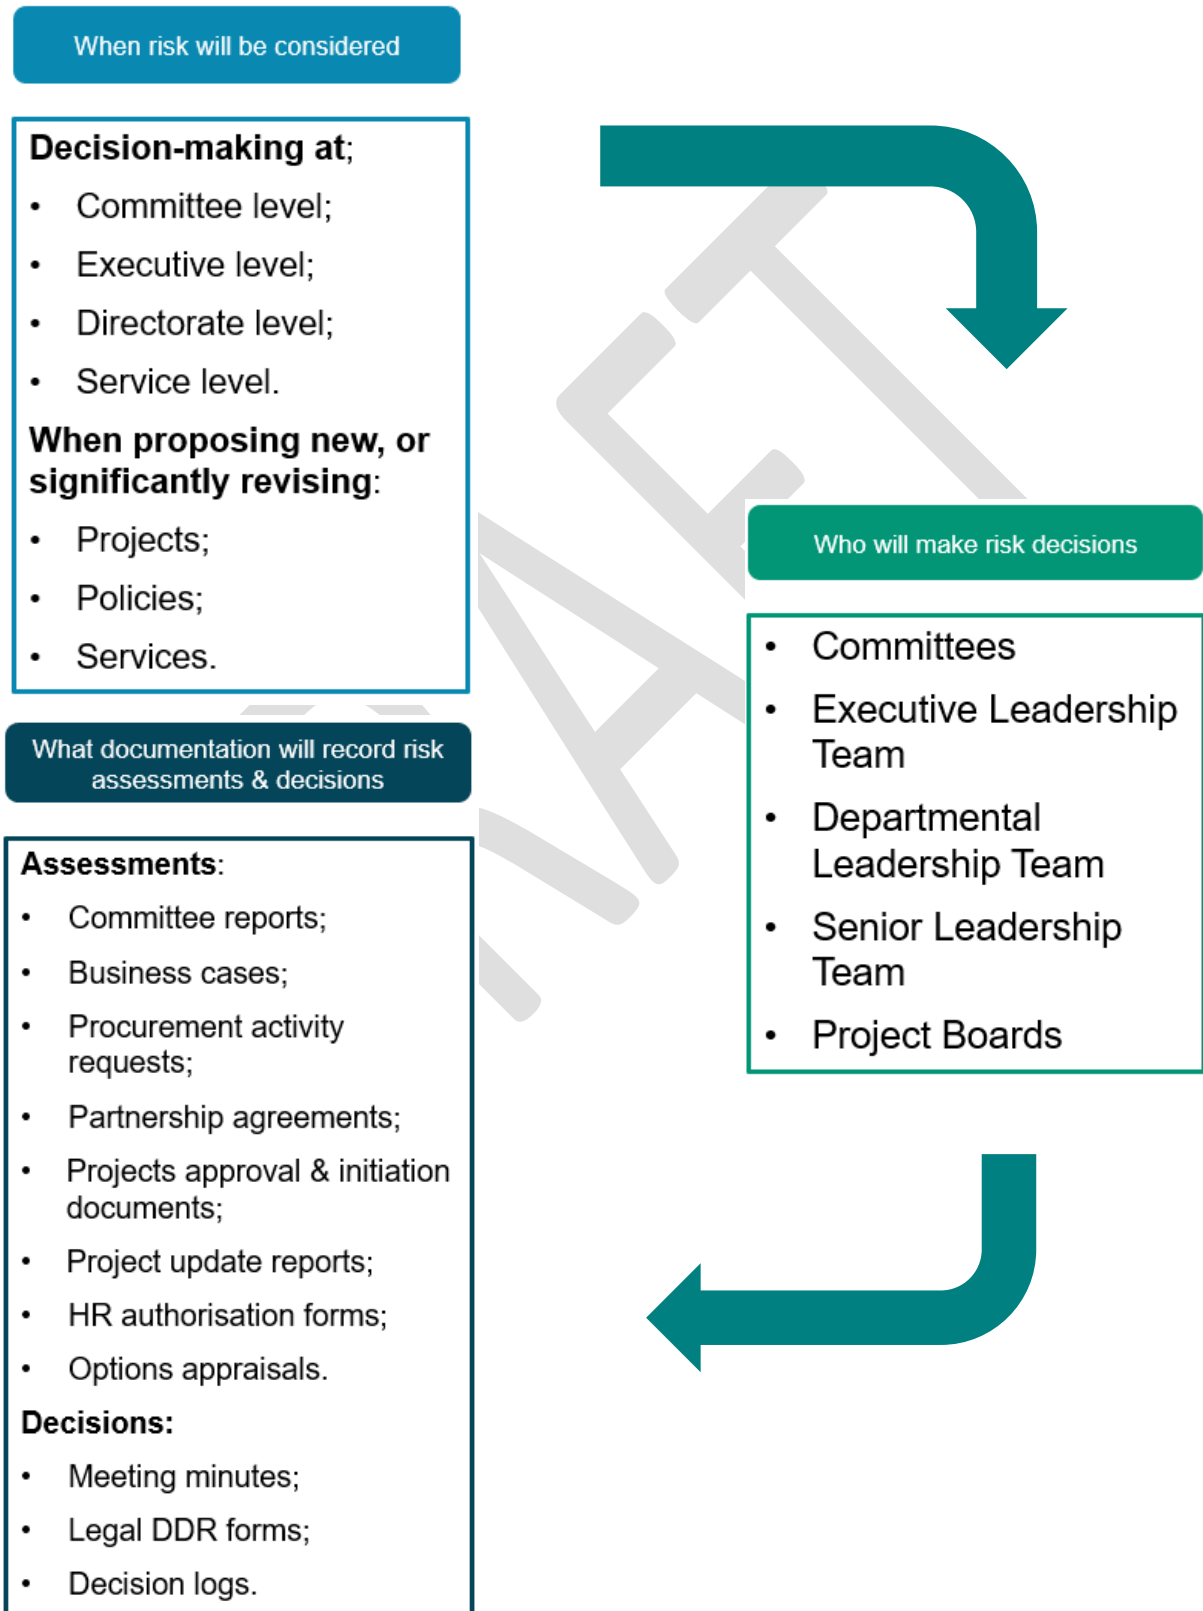 When risk will be considered
Decision-making at;
• Committee level;
• Executive level;
• Directorate level;
• Service level.
When proposing new, or
significantly revising:
• Projects;
• Policies;
• Services.
Who will make risk decisions
• Committees
• Executive Leadership
Team
• Departmental
Leadership Team
• Senior Leadership
Team
• Project Boards
What documentation will record risk
assessments & decisions
Assessments:
• Committee reports;
• Business cases;
• Procurement activity
requests;
• Partnership agreements;
• Projects approval & initiation
documents;
• Project update reports;
• HR authorisation forms;
• Options appraisals.
Decisions:
• Meeting minutes;
• Legal DDR forms;
• Decision logs.
DRAFT